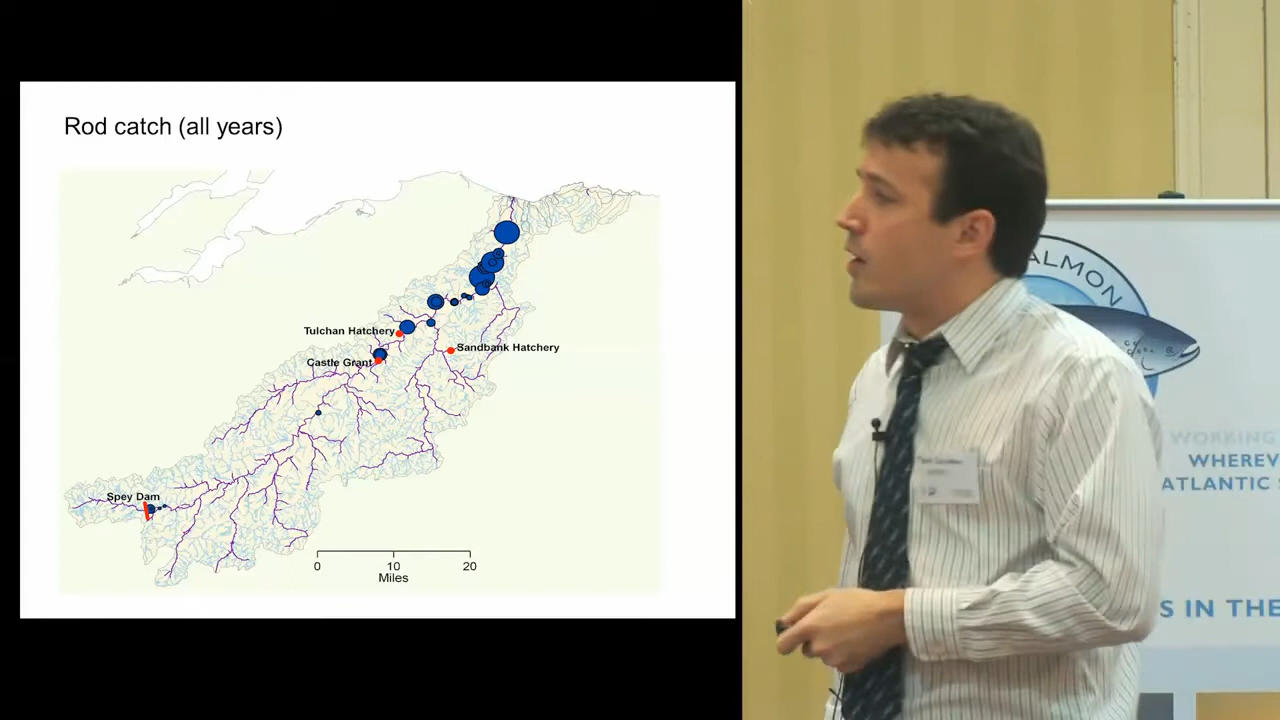 Rod catch (all years)
Tulchan Hatchery
Sandbank Hatchery
Castle Grant
Spey Dam
0
10
20
Miles
ALMON
WORKING
WHEREV
ATLANTIC
S IN THE